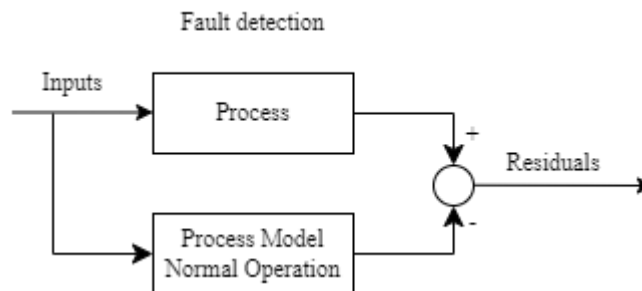 Fault detection
Inputs
Process
+
Residuals
-
Process Model
Normal Operation